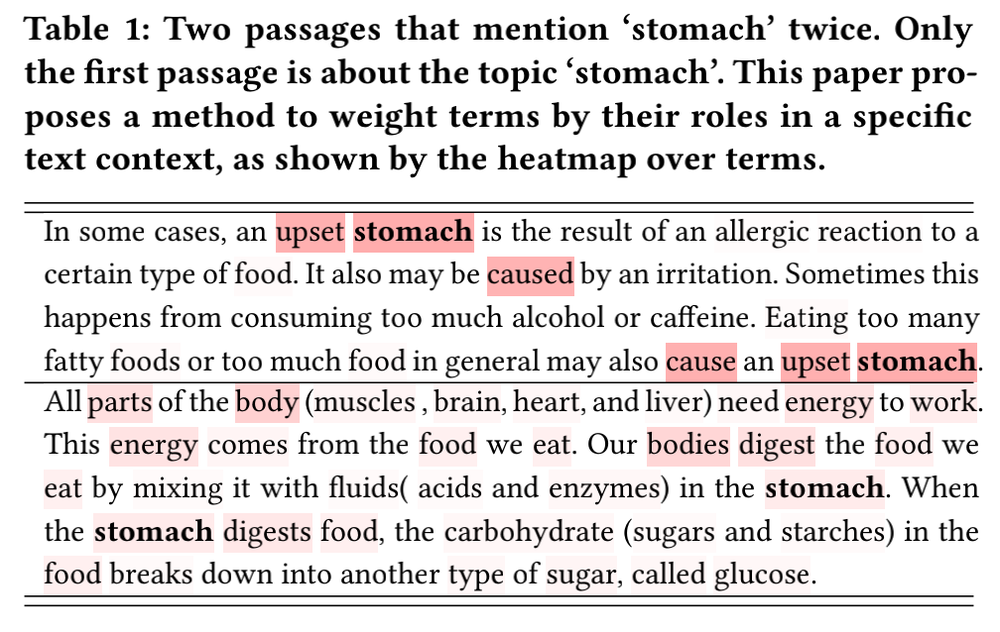 Table 1: Two passages that mention ‘stomach’ twice. Only
the first passage is about the topic ‘stomach’. This paper pro-
poses a method to weight terms by their roles in a specific
text context, as shown by the heatmap over terms.
In some cases, an upset stomach is the result of an allergic reaction to a
certain type of food. It also may be caused by an irritation. Sometimes this
happens from consuming too much alcohol or caffeine. Eating too many
fatty foods or too much food in general may also cause an upset stomach.
All parts of the body (muscles , brain, heart, and liver) need energy to work.
This energy comes from the food we eat. Our bodies digest the food we
eat by mixing it with fluids( acids and enzymes) in the stomach. When
the stomach digests food, the carbohydrate (sugars and starches) in the
food breaks down into another type of sugar, called glucose.